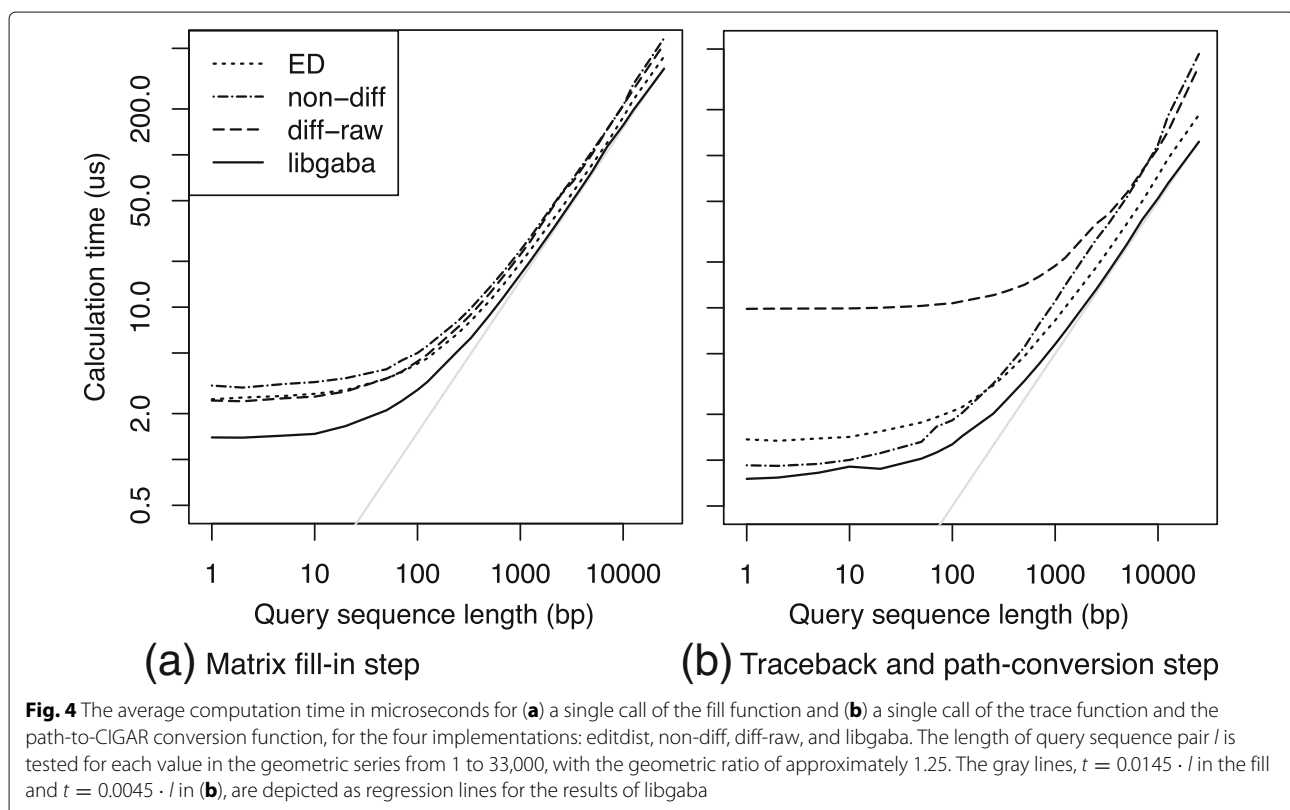 ED
non-diff
diff-raw
libgaba
Calculation time (us)
200.0
50.0
10.0
2.0
0.5
1 10 100 1000 10000
1 10 100 1000 10000
Query sequence length (bp)
Query sequence length (bp)
(a) Matrix fill-in step
(b) Traceback and path-conversion step
Fig. 4 The average computation time in microseconds for (a) a single call of the fill function and (b) a single call of the trace function and the
path-to-CIGAR conversion function, for the four implementations: editdist, non-diff, diff-raw, and libgaba. The length of query sequence pair l is
tested for each value in the geometric series from 1 to 33,000, with the geometric ratio of approximately 1.25. The gray lines, t = 0.0145 · l in the fill
and t = 0.0045 · l in (b), are depicted as regression lines for the results of libgaba